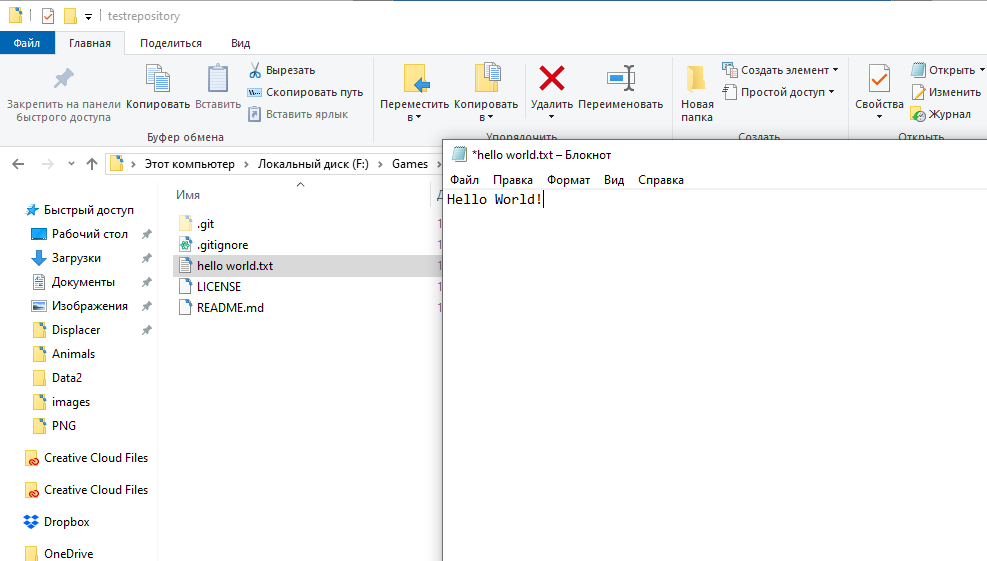 testrepository
Файл Главная Поделиться Вид
Закрепить на панели быстрого доступа
Копировать
Вставить
Вырезать
Скопировать путь
Вставить ярлык
Буфер обмена
Переместить в
Копировать в
Удалить
Переименовать
Упорядочить
Новая папка
Создать элемент
Простой доступ
Создать
Свойства
Открыть
Изменить
Журнал
Открыть
Этот компьютер > Локальный диск (F:) > Games >
Быстрый доступ
Рабочий стол
Загрузки
Документы
Изображения
Displacer
Animals
Data2
images
PNG
Creative Cloud Files
Creative Cloud Files
Dropbox
OneDrive
Имя
.git
.gitignore
hello world.txt
LICENSE
README.md
*hello world.txt – Блокнот
Файл Правка Формат Вид Справка
Hello World!